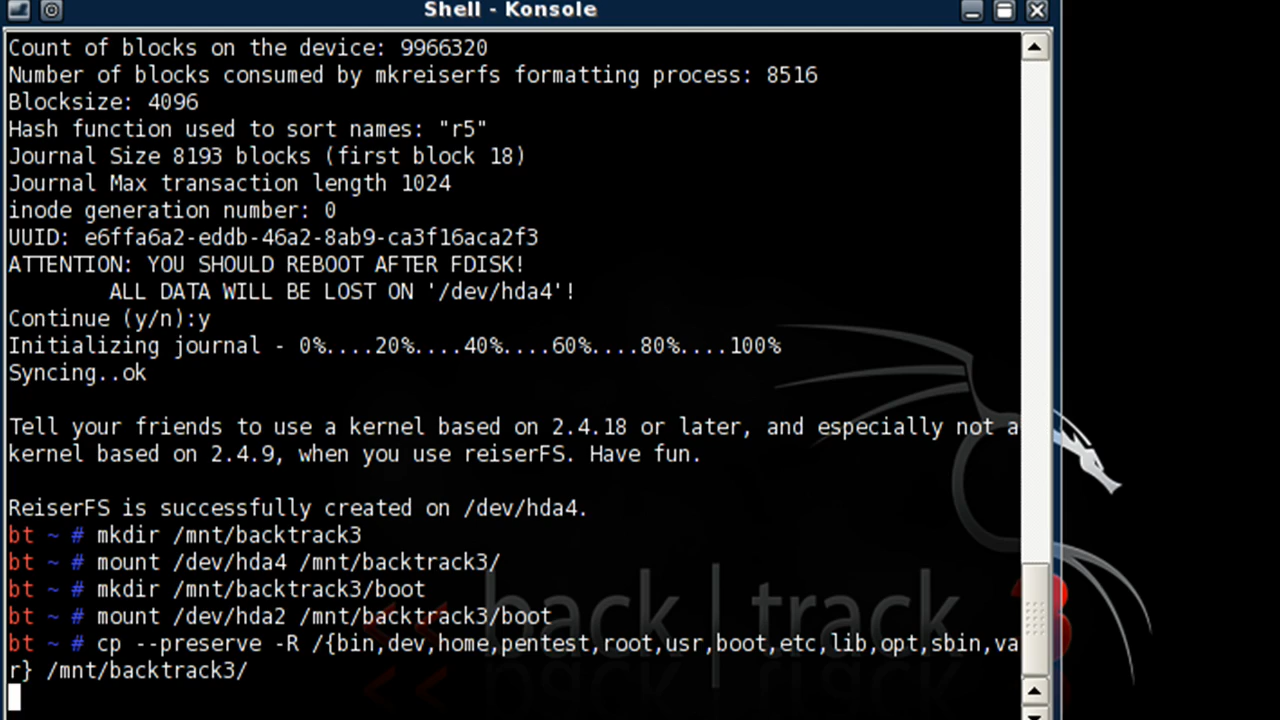 Shell - Konsole
Count of blocks on the device: 9966320
Number of blocks consumed by mkreiserfs formatting process: 8516
Blocksize: 4096
Hash function used to sort names: "r5"
Journal Size 8193 blocks (first block 18)
Journal Max transaction length 1024
inode generation number: 0
UUID: e6ffa6a2-eddb-46a2-8ab9-ca3f16aca2f3
ATTENTION: YOU SHOULD REBOOT AFTER FDISK!
        ALL DATA WILL BE LOST ON '/dev/hda4'!
Continue (y/n):y
Initializing journal - 0%....20%....40%....60%....80%....100%
Syncing..ok
Tell your friends to use a kernel based on 2.4.18 or later, and especially not a
kernel based on 2.4.9, when you use reiserFS. Have fun.
ReiserFS is successfully created on /dev/hda4.
bt ~ # mkdir /mnt/backtrack3
bt ~ # mount /dev/hda4 /mnt/backtrack3/
bt ~ # mkdir /mnt/backtrack3/boot
bt ~ # mount /dev/hda2 /mnt/backtrack3/boot
bt ~ # cp --preserve -R /{bin,dev,home,pentest,root,usr,boot,etc,lib,opt,sbin,va
r} /mnt/backtrack3/
<< back | track 3